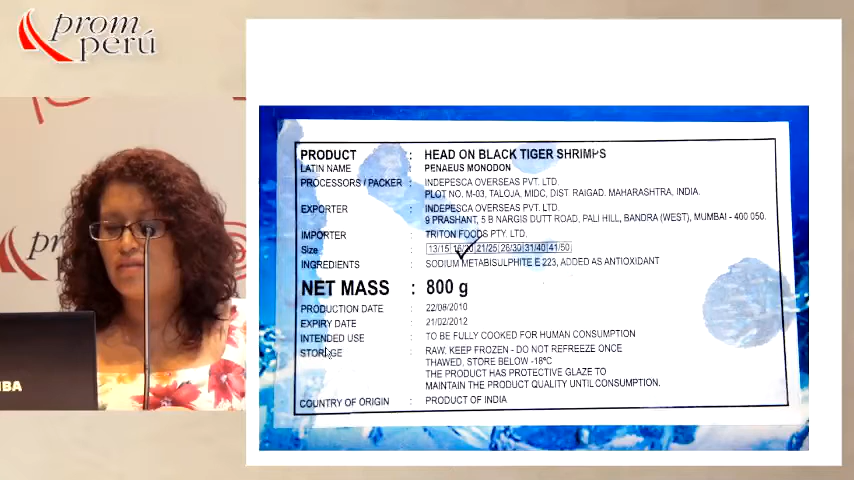 prom
perú
PRODUCT : HEAD ON BLACK TIGER SHRIMPS
LATIN NAME : PENAEUS MONODON
PROCESSORS / PACKER : INDEPESCA OVERSEAS PVT. LTD.
PLOT NO. M-03, TALOJA, MIDC, DIST RAIGAD. MAHARASHTRA, INDIA.
EXPORTER : INDEPESCA OVERSEAS PVT. LTD.
9 PRASHANT, 5 B NARGIS DUTT ROAD, PALI HILL, BANDRA (WEST), MUMBAI - 400 050.
IMPORTER : TRITON FOODS PTY. LTD.
Size : 13/15 16/20 21/25 26/30 31/40 41/50
INGREDIENTS : SODIUM METABISULPHITE E 223, ADDED AS ANTIOXIDANT
NET MASS : 800 g
PRODUCTION DATE : 22/08/2010
EXPIRY DATE : 21/02/2012
INTENDED USE : TO BE FULLY COOKED FOR HUMAN CONSUMPTION
STORAGE : RAW, KEEP FROZEN - DO NOT REFREEZE ONCE
THAWED, STORE BELOW -18ºC
THE PRODUCT HAS PROTECTIVE GLAZE TO
MAINTAIN THE PRODUCT QUALITY UNTIL CONSUMPTION.
COUNTRY OF ORIGIN : PRODUCT OF INDIA